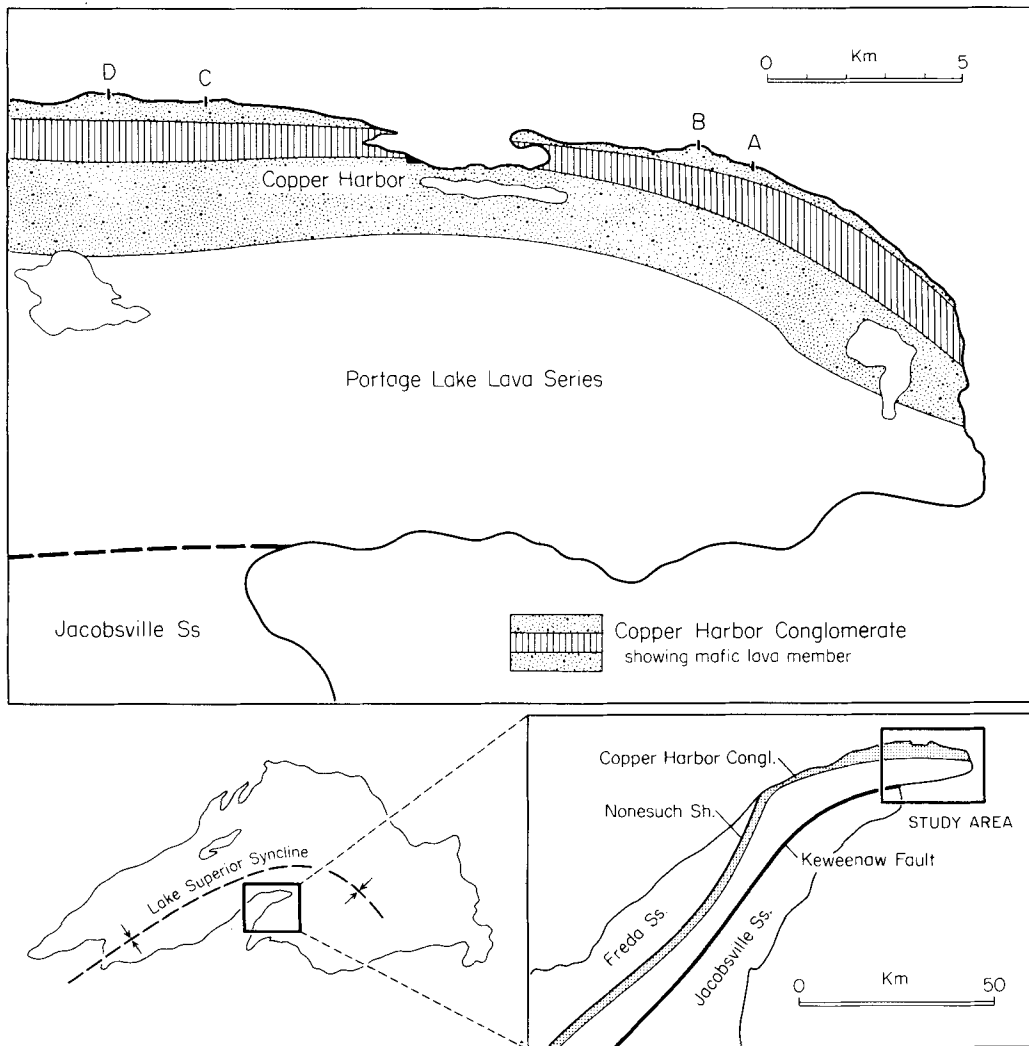 Km
0 5
D C
B
A
Copper Harbor
Portage Lake Lava Series
Jacobsville Ss
Copper Harbor Conglomerate
showing mafic lava member
Copper Harbor Congl.
Nonesuch Sh.
STUDY AREA
Keweenaw Fault
Lake Superior Syncline
Freda Ss.
Jacobsville Ss.
Km
0 50